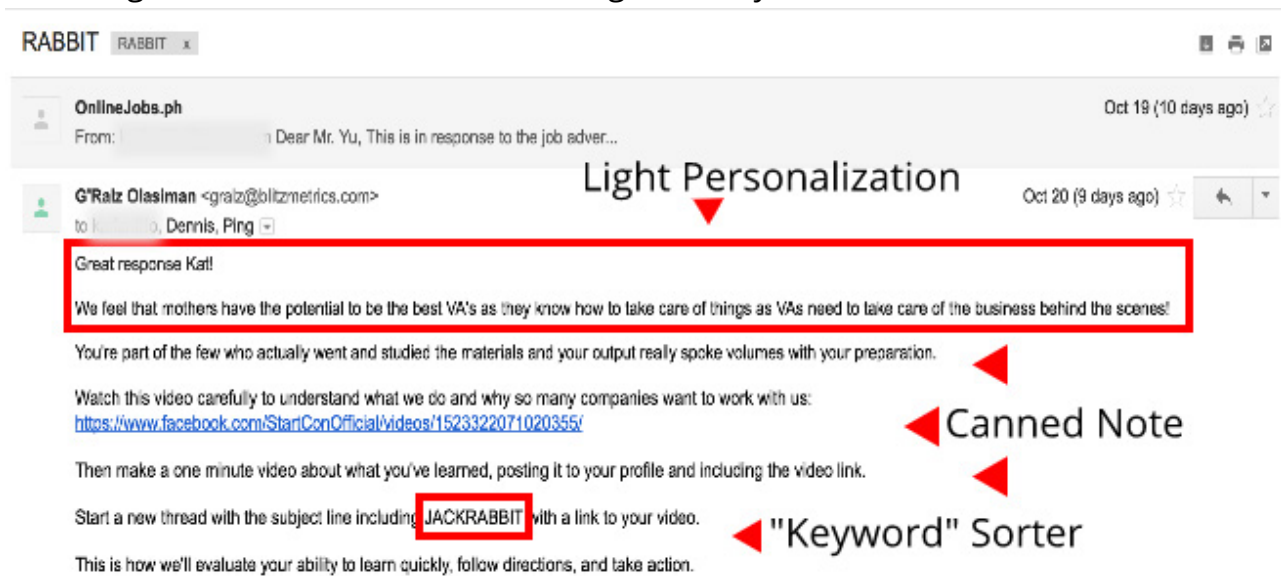 RABBIT RABBIT x
OnlineJobs.ph Oct 19 (10 days ago)
From: Dear Mr. Yu, This is in response to the job adver...
Light Personalization
G'Ralz Olasiman <gralz@blitzmetrics.com> Oct 20 (9 days ago)
to Dennis, Ping
Great response Kat!
We feel that mothers have the potential to be the best VA's as they know how to take care of things as VAs need to take care of the business behind the scenes!
You're part of the few who actually went and studied the materials and your output really spoke volumes with your preparation.
Watch this video carefully to understand what we do and why so many companies want to work with us:
https://www.facebook.com/StartConOfficial/videos/1523322071020355/
Canned Note
Then make a one minute video about what you've learned, posting it to your profile and including the video link.
Start a new thread with the subject line including JACKRABBIT with a link to your video.
"Keyword" Sorter
This is how we'll evaluate your ability to learn quickly, follow directions, and take action.